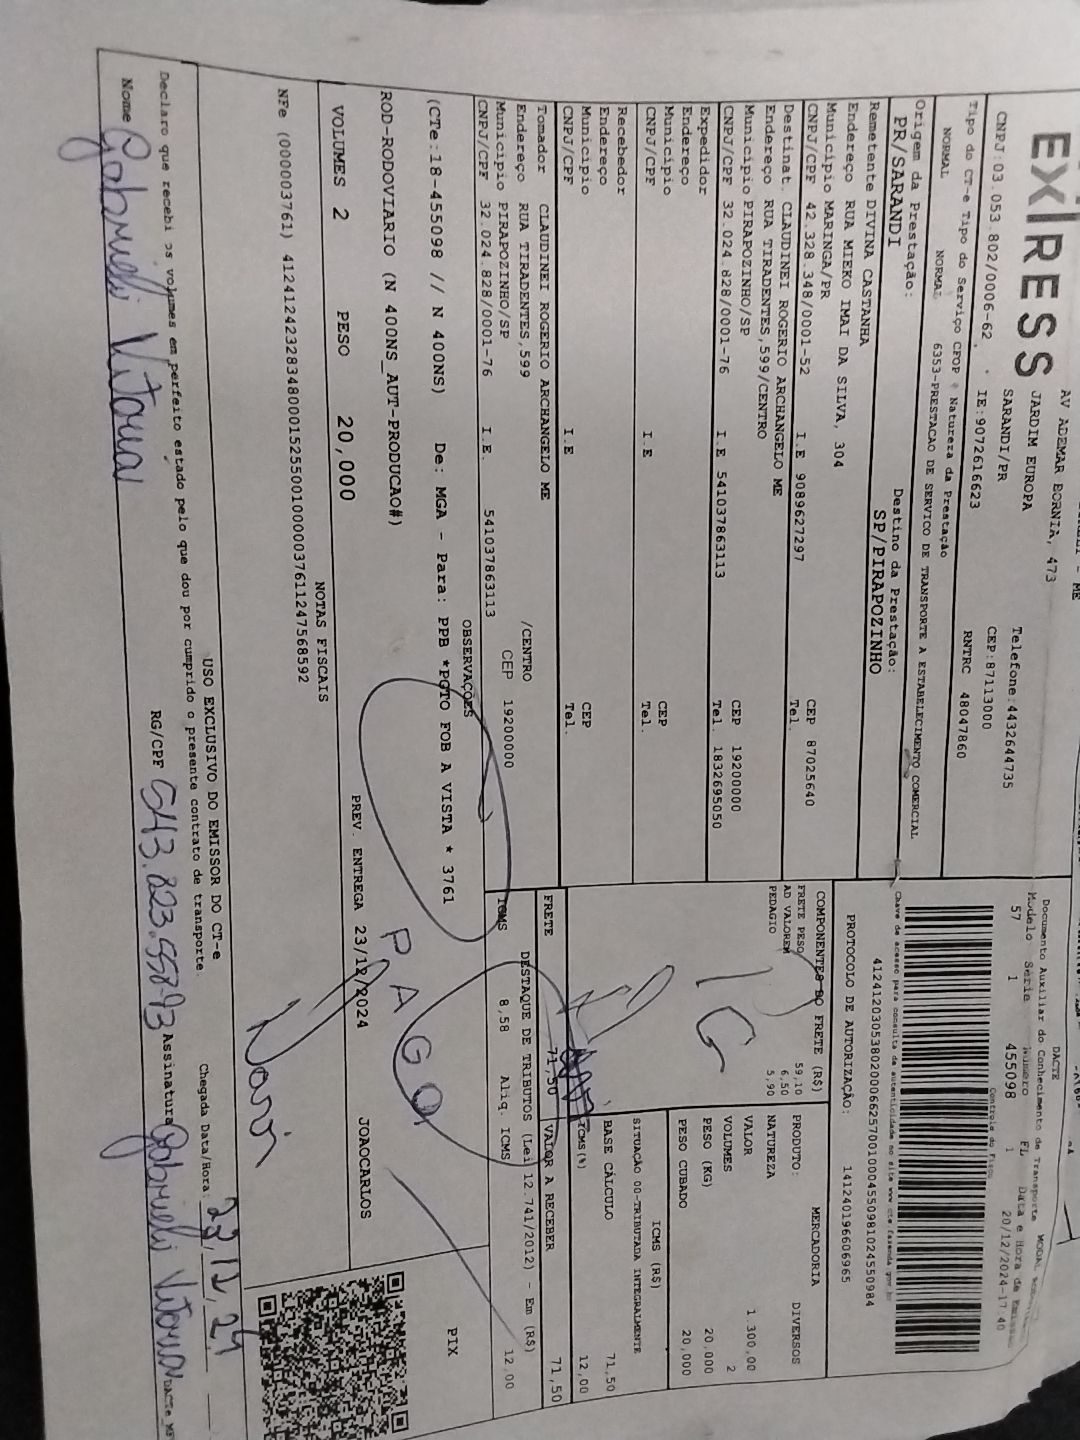 EX|RESS
AV ADEMAR BORNIA, 473
JARDIM EUROPA
SARANDI/PR
Telefone:4432644735
CEP:87113000
CNPJ:03.053.802/0006-62
IE:9072616623
RNTRC 48047860
Tipo do CT-e Tipo do Serviço CFOP Natureza da Prestação
NORMAL NORMAL 6353-PRESTACAO DE SERVICO DE TRANSPORTE A ESTABELECIMENTO COMERCIAL
Origem da Prestação: Destino da Prestação:
PR/SARANDI SP/PIRAPOZINHO
DACTE
Documento Auxiliar do Conhecimento de Transporte MODAL
Modelo Série Número FL Data e Hora de Emissão
57 1 455098 1 20/12/2024-17:40
Controle do Fisco
Chave de acesso para consulta de autenticidade no site www.cte.fazenda.gov.br
41241203053802000662570010004550981024550984
PROTOCOLO DE AUTORIZAÇÃO: 141240196606965
Remetente DIVINA CASTANHA
Endereço RUA MIEKO IMAI DA SILVA, 304
Município MARINGA/PR CEP 87025640
CNPJ/CPF 42.328.348/0001-52 I.E 9089627297 Tel.
Destinat. CLAUDINEI ROGERIO ARCHANGELO ME
Endereço RUA TIRADENTES,599/CENTRO
Município PIRAPOZINHO/SP CEP 19200000
CNPJ/CPF 32.024.828/0001-76 I.E 541037863113 Tel. 1832695050
Expedidor
Endereço
Município CEP
CNPJ/CPF I.E Tel.
Recebedor
Endereço
Município CEP
CNPJ/CPF I.E Tel.
Tomador CLAUDINEI ROGERIO ARCHANGELO ME
Endereço RUA TIRADENTES,599 /CENTRO
Município PIRAPOZINHO/SP CEP 19200000
CNPJ/CPF 32.024.828/0001-76 I.E. 541037863113
COMPONENTES DO FRETE (R$)
FRETE PESO 59,10
AD VALOREM 6,50
PEDAGIO 5,90
MERCADORIA
PRODUTO: DIVERSOS
NATUREZA
VALOR 1.300,00
VOLUMES 2
PESO (KG) 20,000
PESO CUBADO 20,000
ICMS (R$)
SITUAÇÃO 00-TRIBUTADA INTEGRALMENTE
BASE CÁLCULO 71,50
ICMS(%) 12,00
FRETE 71,50 VALOR A RECEBER 71,50
DESTAQUE DE TRIBUTOS (Lei 12.741/2012) - Em (R$)
ICMS 8,58 Aliq. ICMS 12,00
OBSERVAÇÕES
(CTe:18-455098 // N 400NS) De: MGA - Para: PPB *PGTO FOB A VISTA * 3761
ROD-RODOVIARIO (N 400NS_AUT-PRODUCAO#)
PAGO
VOLUMES 2 PESO 20,000 PREV. ENTREGA 23/12/2024 JOAOCARLOS
PIX
NOTAS FISCAIS
NFe (000003761) 41241242328348000152550010000037611247568592
USO EXCLUSIVO DO EMISSOR DO CT-e
Declaro que recebi os volumes em perfeito estado pelo que dou por cumprido o presente contrato de transporte.
Chegada Data/Hora: 23/12/24
Nome Gabrieli Vitoria RG/CPF 543.823.558-93 Assinatura Gabrieli Vitoria